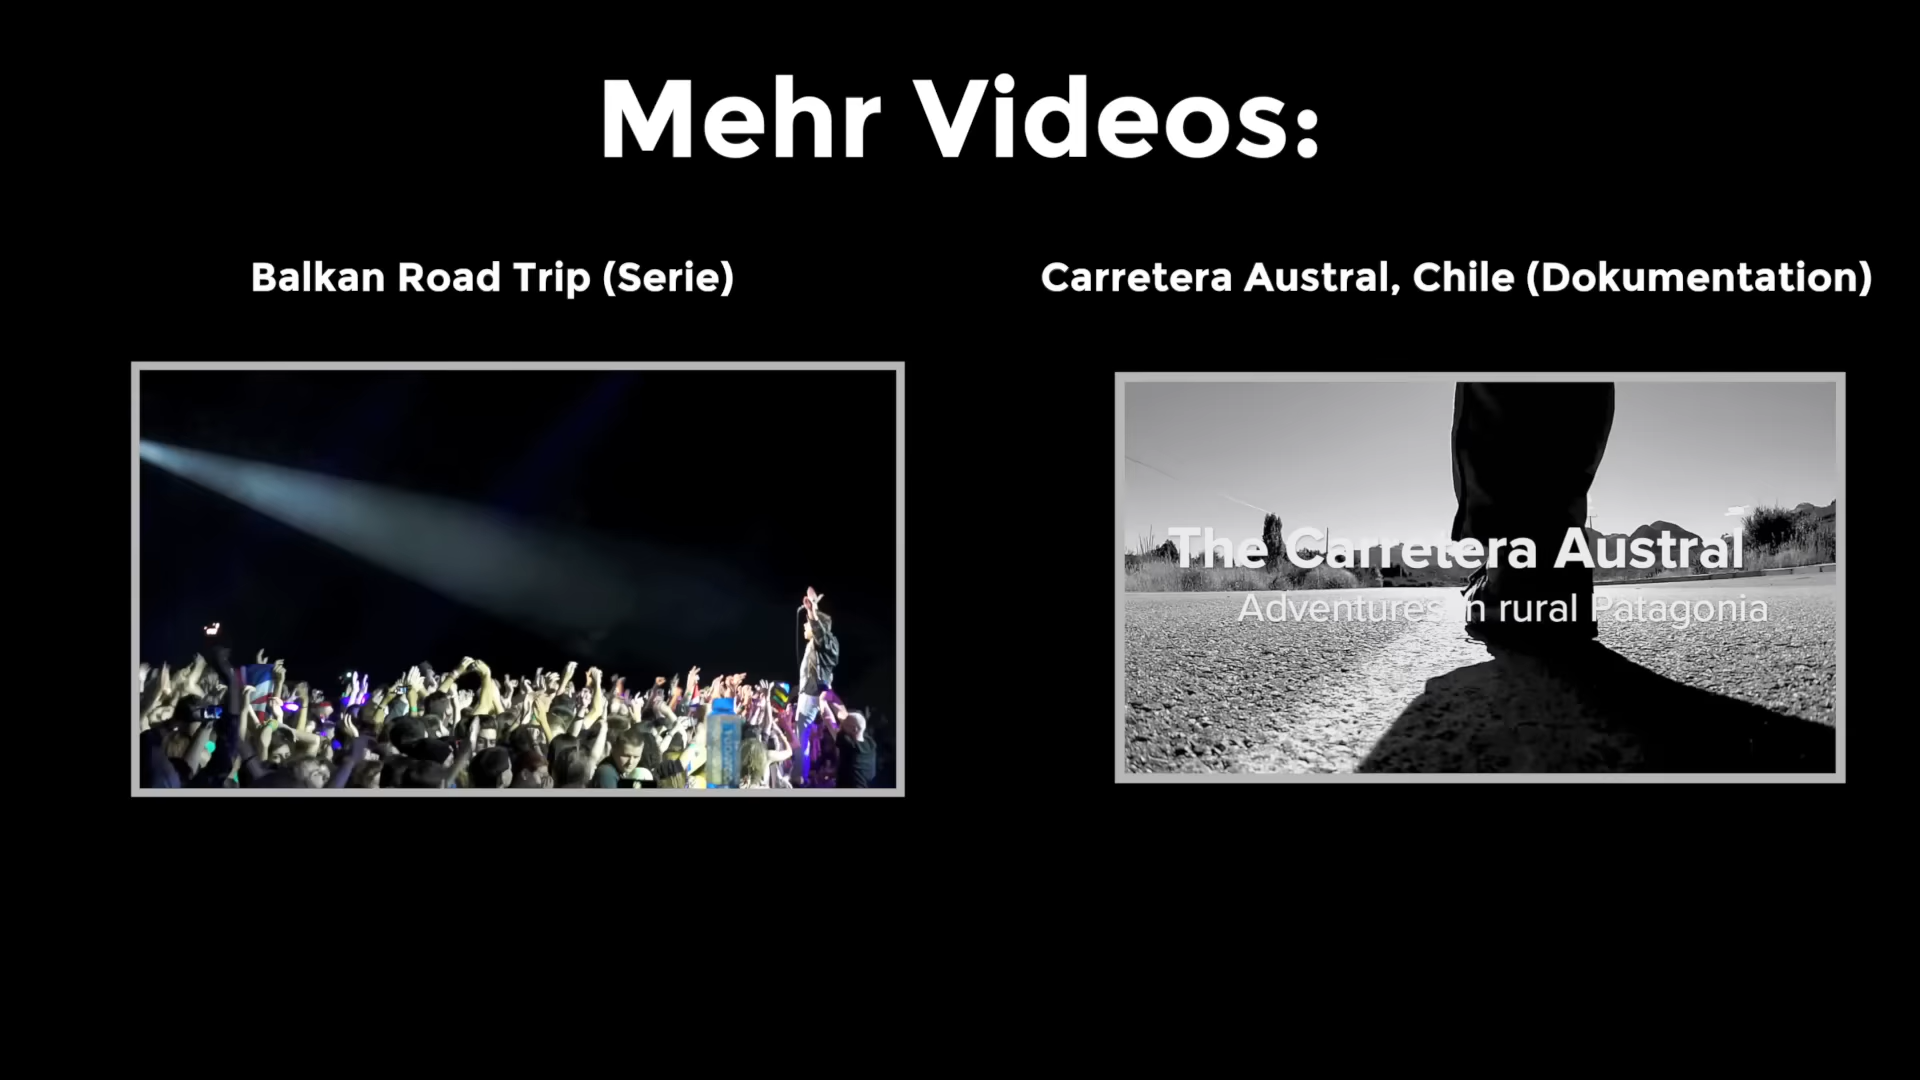 Mehr Videos:
Balkan Road Trip (Serie)
Carretera Austral, Chile (Dokumentation)
The Carretera Austral
Adventures in rural Patagonia